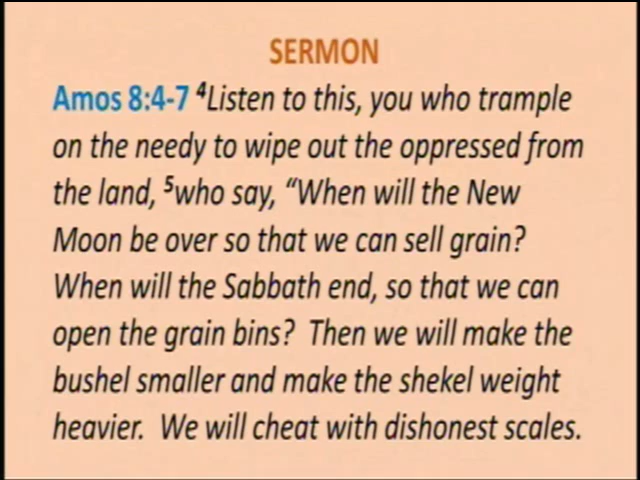 SERMON
Amos 8:4-7 ⁴Listen to this, you who trample
on the needy to wipe out the oppressed from
the land, ⁵who say, “When will the New
Moon be over so that we can sell grain?
When will the Sabbath end, so that we can
open the grain bins?  Then we will make the
bushel smaller and make the shekel weight
heavier.  We will cheat with dishonest scales.